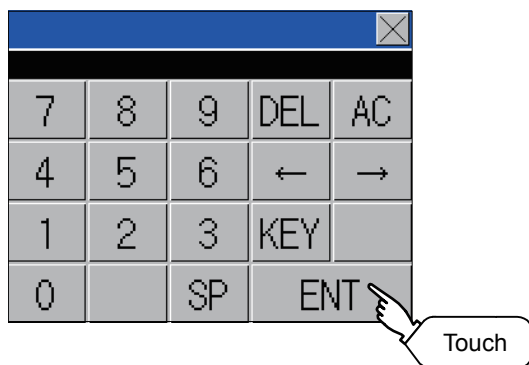 7 8 9 DEL AC
4 5 6 ← →
1 2 3 KEY
0 SP ENT
Touch